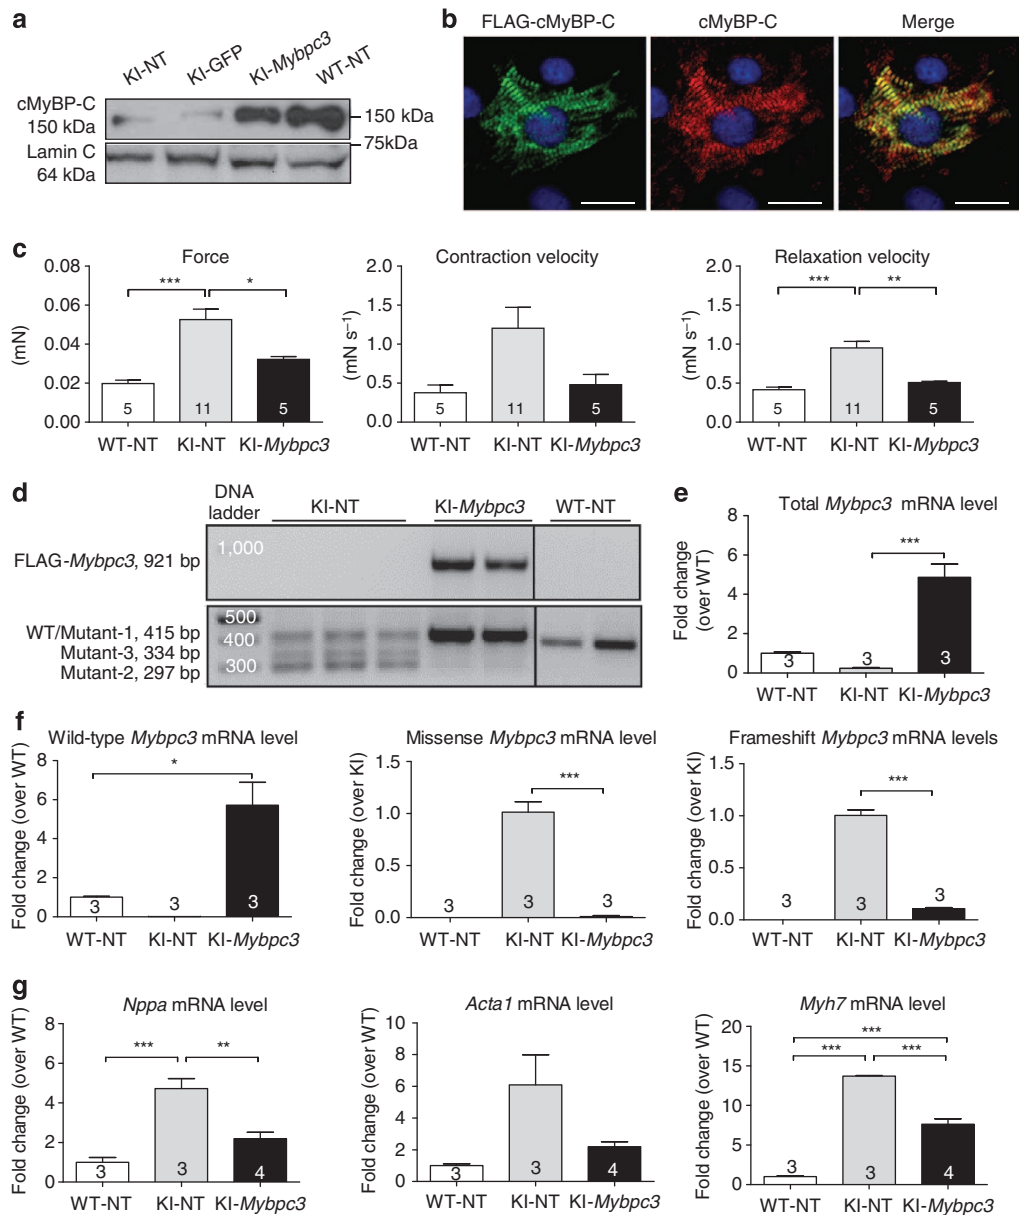 a
KI-NT KI-GFP KI-Mybpc3 WT-NT
cMyBP-C
150 kDa
150 kDa
75kDa
Lamin C
64 kDa
b
FLAG-cMyBP-C cMyBP-C Merge
c
Force
(mN)
0.08
0.06
0.04
0.02
0.00
*** *
5 11 5
WT-NT KI-NT KI-Mybpc3
Contraction velocity
(mN s⁻¹)
2.0
1.5
1.0
0.5
0.0
5 11 5
WT-NT KI-NT KI-Mybpc3
Relaxation velocity
(mN s⁻¹)
2.0
1.5
1.0
0.5
0.0
*** **
5 11 5
WT-NT KI-NT KI-Mybpc3
d
DNA
ladder
KI-NT KI-Mybpc3 WT-NT
FLAG-Mybpc3, 921 bp
1,000
WT/Mutant-1, 415 bp
Mutant-3, 334 bp
Mutant-2, 297 bp
500
400
300
e
Total Mybpc3 mRNA level
Fold change
(over WT)
8
6
4
2
0
***
3 3 3
WT-NT KI-NT KI-Mybpc3
f
Wild-type Mybpc3 mRNA level
Fold change (over WT)
8
6
4
2
0
*
3 3 3
WT-NT KI-NT KI-Mybpc3
Missense Mybpc3 mRNA level
Fold change (over KI)
1.5
1.0
0.5
0.0
***
3 3 3
WT-NT KI-NT KI-Mybpc3
Frameshift Mybpc3 mRNA levels
Fold change (over KI)
1.5
1.0
0.5
0.0
***
3 3 3
WT-NT KI-NT KI-Mybpc3
g
Nppa mRNA level
Fold change (over WT)
8
6
4
2
0
*** **
3 3 4
WT-NT KI-NT KI-Mybpc3
Acta1 mRNA level
Fold change (over WT)
10
8
6
4
2
0
3 3 4
WT-NT KI-NT KI-Mybpc3
Myh7 mRNA level
Fold change (over WT)
20
15
10
5
0
***
*** ***
3 3 4
WT-NT KI-NT KI-Mybpc3